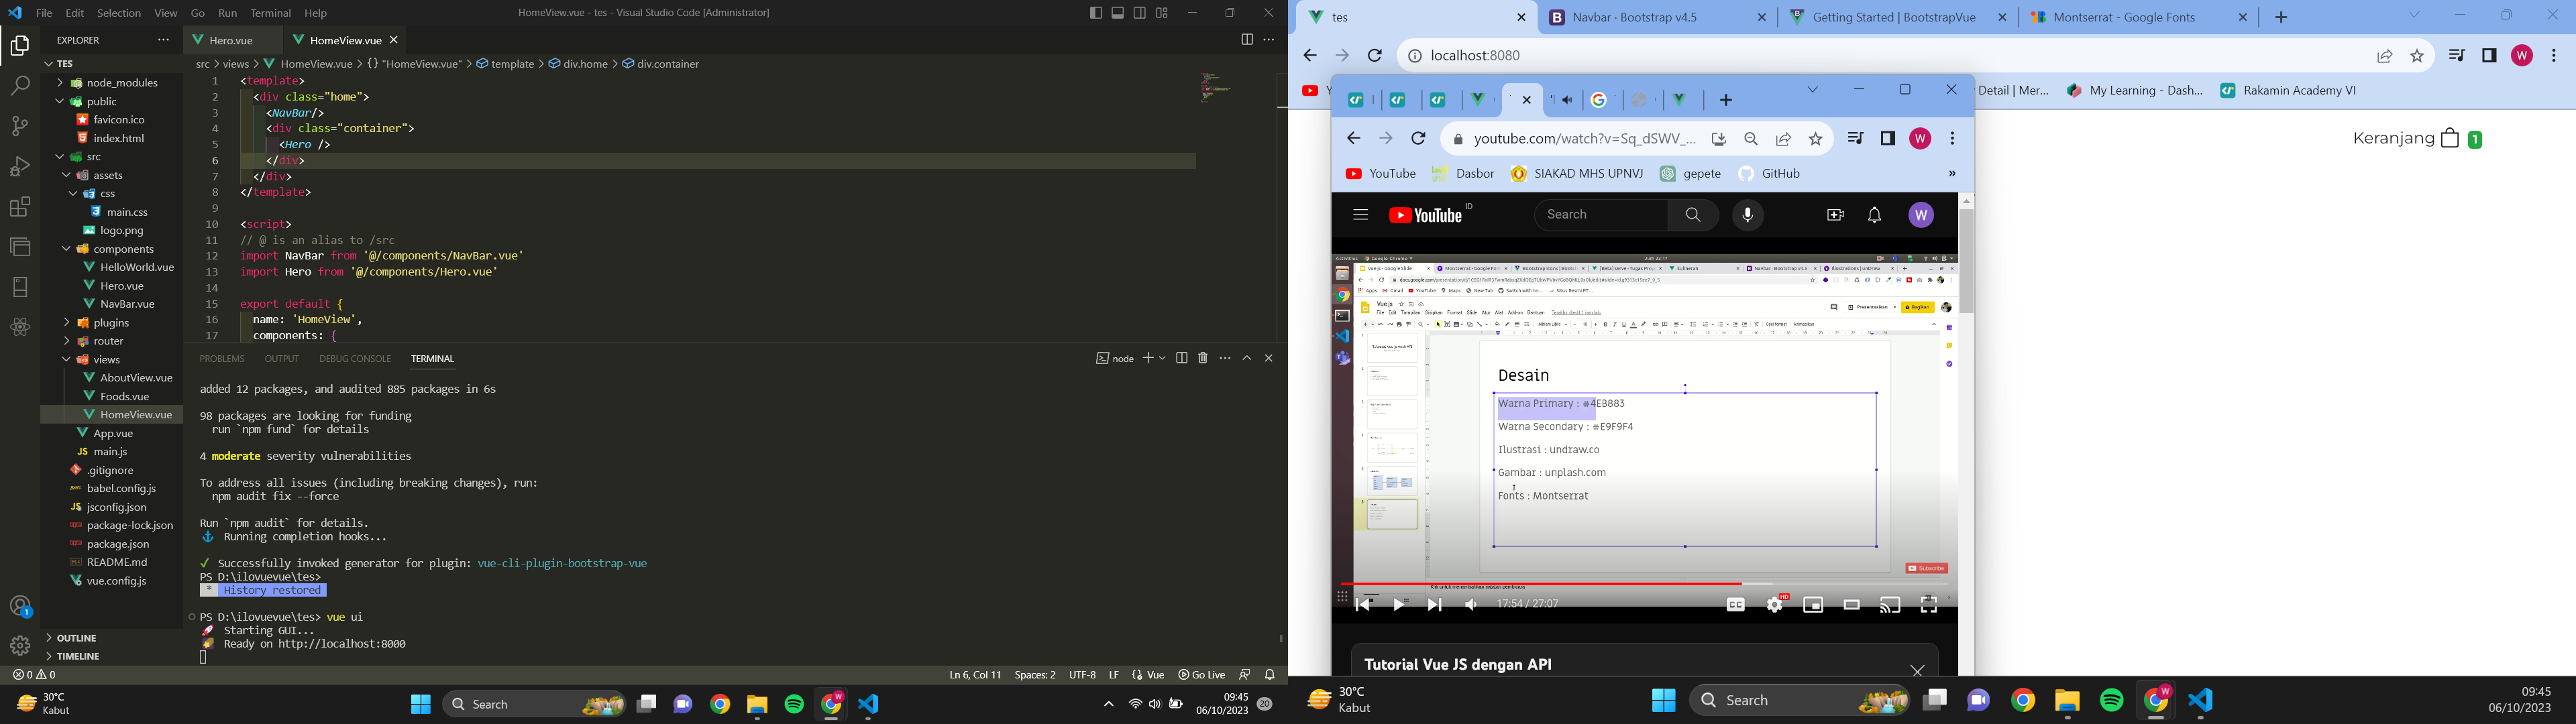 File Edit Selection View Go Run Terminal Help
HomeView.vue - tes - Visual Studio Code [Administrator]
EXPLORER
TES
node_modules
public
favicon.ico
index.html
src
assets
css
main.css
logo.png
components
HelloWorld.vue
Hero.vue
NavBar.vue
plugins
router
views
AboutView.vue
Foods.vue
HomeView.vue
App.vue
main.js
.gitignore
babel.config.js
jsconfig.json
package-lock.json
package.json
README.md
vue.config.js
OUTLINE
TIMELINE
Hero.vue
HomeView.vue
src > views > HomeView.vue > {} "HomeView.vue" > template > div.home > div.container
1 <template>
2 <div class="home">
3 <NavBar/>
4 <div class="container">
5 <Hero />
6 </div>
7 </div>
8 </template>
9
10 <script>
11 // @ is an alias to /src
12 import NavBar from '@/components/NavBar.vue'
13 import Hero from '@/components/Hero.vue'
14
15 export default {
16 name: 'HomeView',
17 components: {
PROBLEMS OUTPUT DEBUG CONSOLE TERMINAL
node
added 12 packages, and audited 885 packages in 6s
98 packages are looking for funding
run `npm fund` for details
4 moderate severity vulnerabilities
To address all issues (including breaking changes), run:
npm audit fix --force
Run `npm audit` for details.
Running completion hooks...
✓ Successfully invoked generator for plugin: vue-cli-plugin-bootstrap-vue
PS D:\ilovuevue\tes>
* History restored
PS D:\ilovuevue\tes> vue ui
Starting GUI...
Ready on http://localhost:8000
0 0
Ln 6, Col 11 Spaces: 2 UTF-8 LF {} Vue Go Live
30°C
Kabut
Search
09:45
06/10/2023
20
tes
Navbar · Bootstrap v4.5
Getting Started | BootstrapVue
Montserrat - Google Fonts
localhost:8080
W
Detail | Mer...
My Learning - Dash...
Rakamin Academy VI
Keranjang 1
youtube.com/watch?v=Sq_dSWV_...
W
YouTube
Dasbor
SIAKAD MHS UPNVJ
gepete
GitHub
»
YouTube ID
Search
W
Desain
Warna Primary : #4EB883
Warna Secondary : #E9F9F4
Ilustrasi : undraw.co
Gambar : unplash.com
Fonts : Montserrat
Subscribe
17:54 / 27:07
CC
HD
Tutorial Vue JS dengan API
30°C
Kabut
Search
09:45
06/10/2023